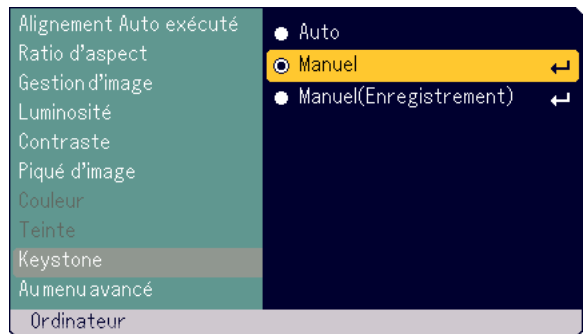 Alignement Auto exécuté
Ratio d'aspect
Gestion d'image
Luminosité
Contraste
Piqué d'image
Couleur
Teinte
Keystone
Au menu avancé
Ordinateur
Auto
Manuel
Manuel(Enregistrement)